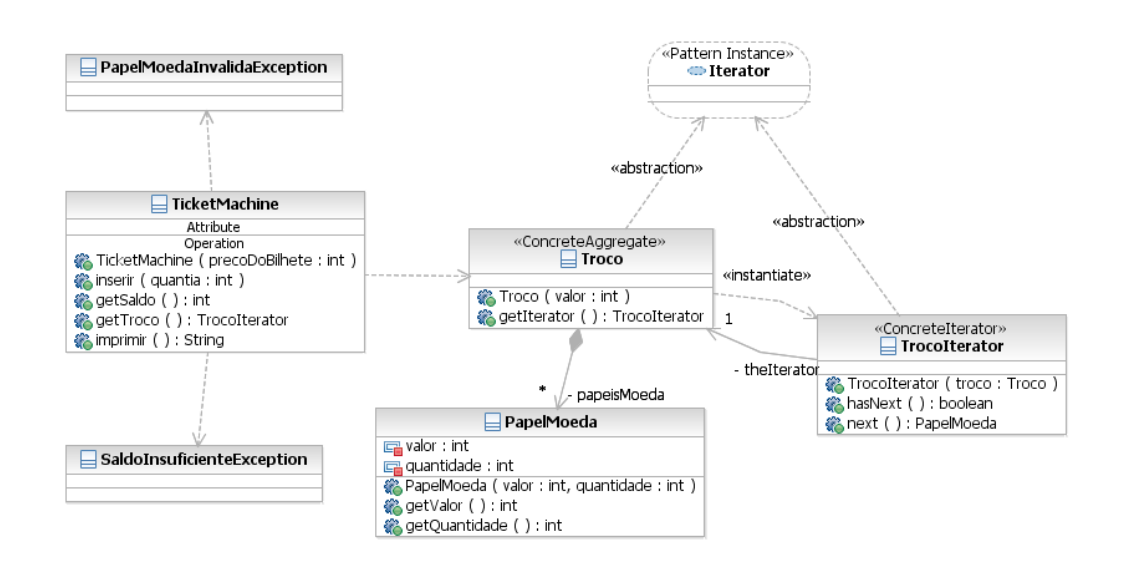 PapelMoedaInvalidaException
«Pattern Instance»
Iterator
«abstraction»
«abstraction»
TicketMachine
Attribute
Operation
TicketMachine ( precoDoBilhete : int )
inserir ( quantia : int )
getSaldo ( ) : int
getTroco ( ) : TrocoIterator
imprimir ( ) : String
«ConcreteAggregate»
Troco
Troco ( valor : int )
getIterator ( ) : TrocoIterator
«instantiate»
1
- theIterator
«ConcreteIterator»
TrocoIterator
TrocoIterator ( troco : Troco )
hasNext ( ) : boolean
next ( ) : PapelMoeda
*
- papeisMoeda
PapelMoeda
valor : int
quantidade : int
PapelMoeda ( valor : int, quantidade : int )
getValor ( ) : int
getQuantidade ( ) : int
SaldoInsuficienteException